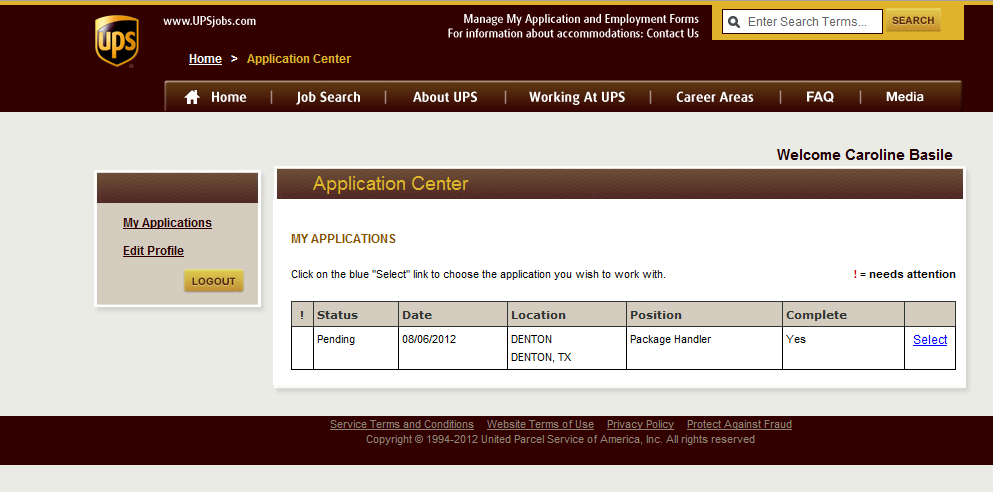 ups
www.UPSjobs.com
Manage My Application and Employment Forms
For information about accommodations: Contact Us
Enter Search Terms...
SEARCH
Home > Application Center
Home | Job Search | About UPS | Working At UPS | Career Areas | FAQ | Media
Welcome Caroline Basile
My Applications
Edit Profile
LOGOUT
Application Center
MY APPLICATIONS
Click on the blue "Select" link to choose the application you wish to work with.
! = needs attention
! Status Date Location Position Complete
Pending 08/06/2012 DENTON Package Handler Yes Select
DENTON, TX
Service Terms and Conditions Website Terms of Use Privacy Policy Protect Against Fraud
Copyright © 1994-2012 United Parcel Service of America, Inc. All rights reserved